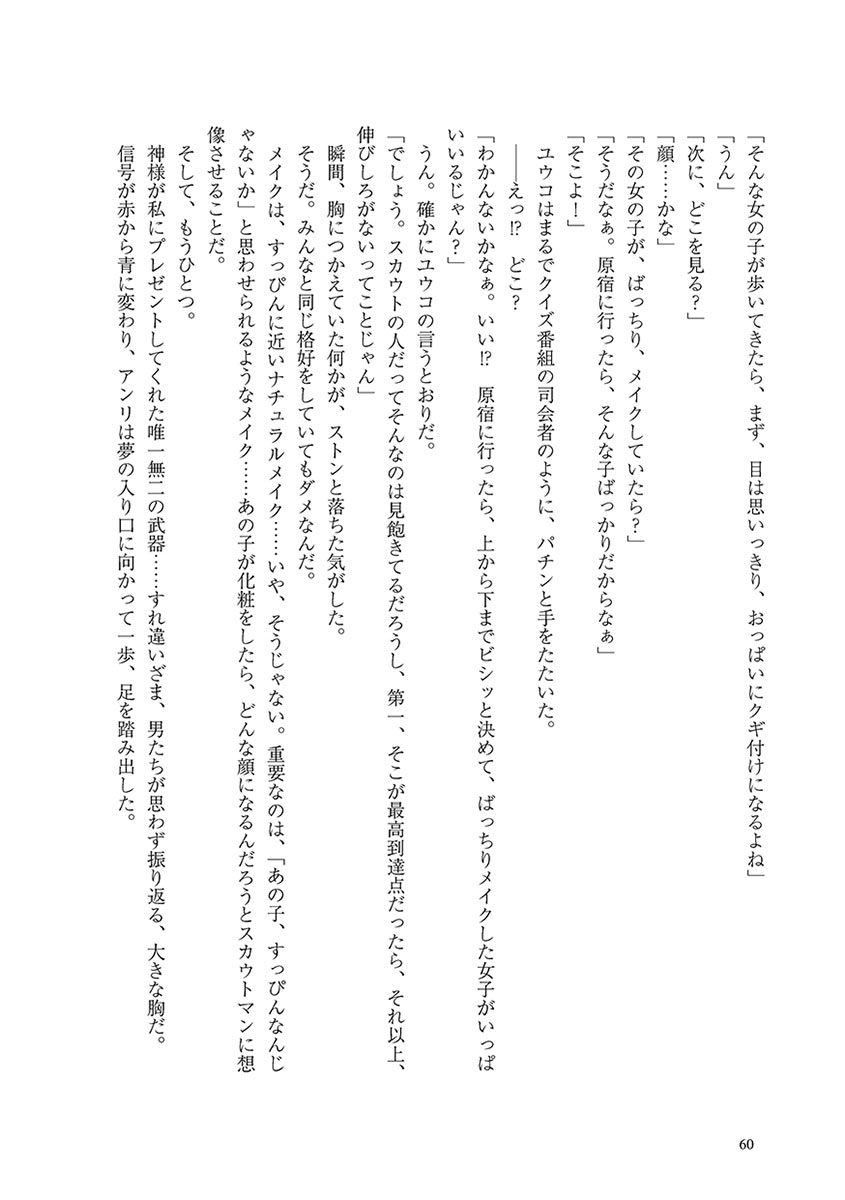 「そんな女の子が歩いてきたら、まず、目は思いっきり、おっぱいにクギ付けになるよね」
「うん」
「次に、どこを見る？」
「顔……かな」
「その女の子が、ばっちり、メイクしていたら？」
「そうだなぁ。原宿に行ったら、そんな子ばっかりだからなぁ」
「そこよ！」
　ユウコはまるでクイズ番組の司会者のように、パチンと手をたたいた。
　――えっ!?　どこ？
「わかんないかなぁ。いい!?　原宿に行ったら、上から下までビシッと決めて、ばっちりメイクした女子がいっぱ
いいるじゃん？」
　うん。確かにユウコの言うとおりだ。
「でしょう。スカウトの人だってそんなのは見飽きてるだろうし、第一、そこが最高到達点だったら、それ以上、
伸びしろがないってことじゃん」
　瞬間、胸につかえていた何かが、ストンと落ちた気がした。
　そうだ。みんなと同じ格好をしていてもダメなんだ。
　メイクは、すっぴんに近いナチュラルメイク……いや、そうじゃない。重要なのは、「あの子、すっぴんなんじ
ゃないか」と思わせられるようなメイク……あの子が化粧をしたら、どんな顔になるんだろうとスカウトマンに想
像させることだ。
　そして、もうひとつ。
　神様が私にプレゼントしてくれた唯一無二の武器……すれ違いざま、男たちが思わず振り返る、大きな胸だ。
　信号が赤から青に変わり、アンリは夢の入り口に向かって一歩、足を踏み出した。
60